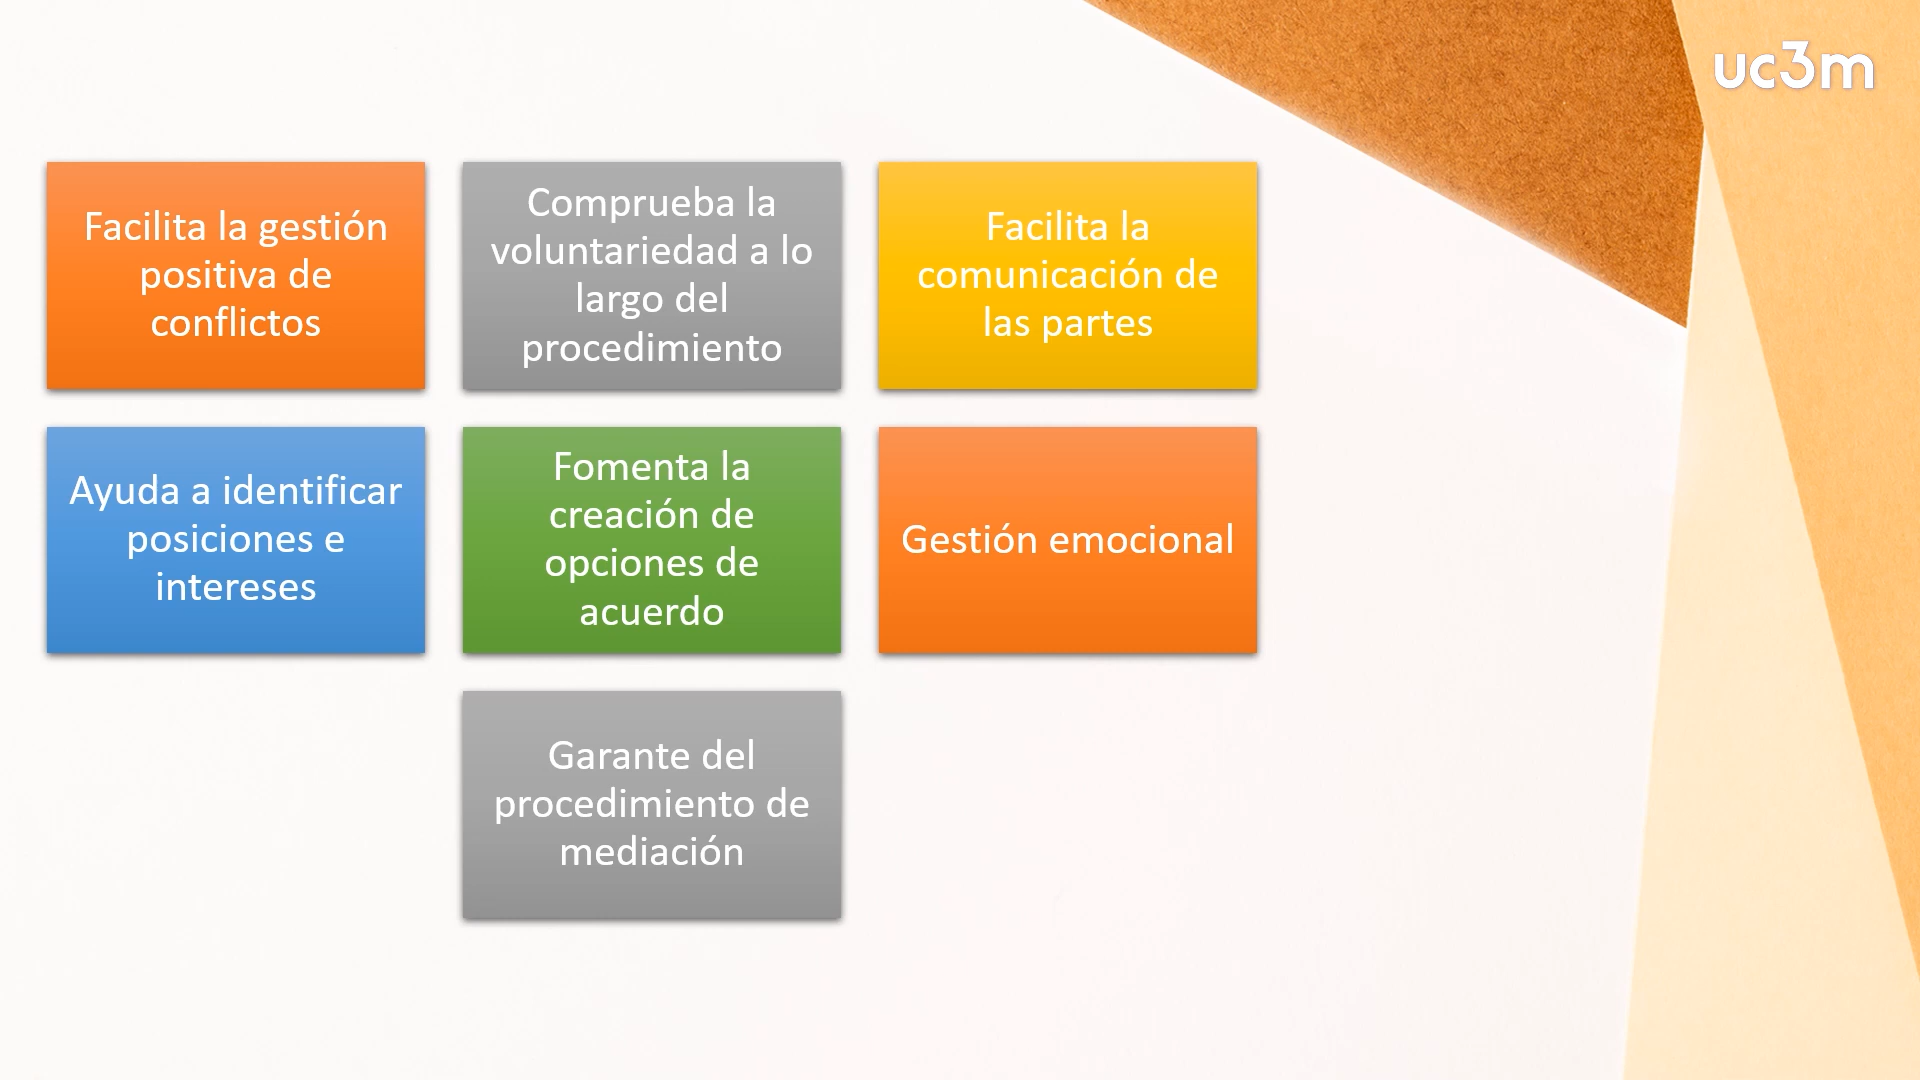 uc3m
Facilita la gestión
positiva de
conflictos
Comprueba la
voluntariedad a lo
largo del
procedimiento
Facilita la
comunicación de
las partes
Ayuda a identificar
posiciones e
intereses
Fomenta la
creación de
opciones de
acuerdo
Gestión emocional
Garante del
procedimiento de
mediación